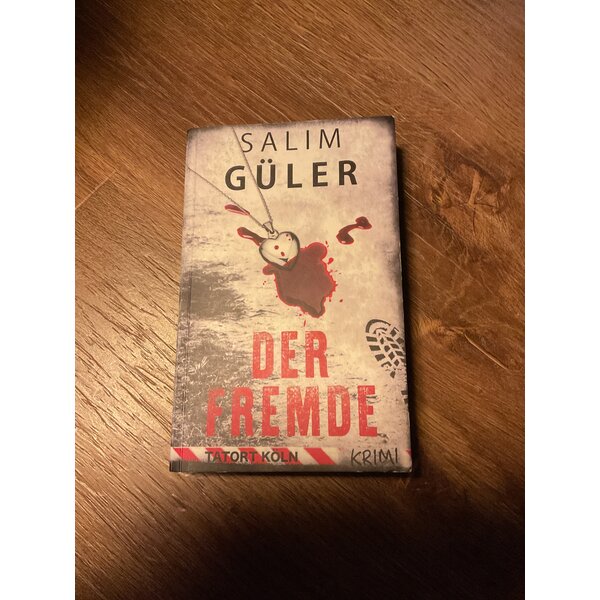 SALIM
GÜLER
DER
FREMDE
TATORT KÖLN
KRIMI